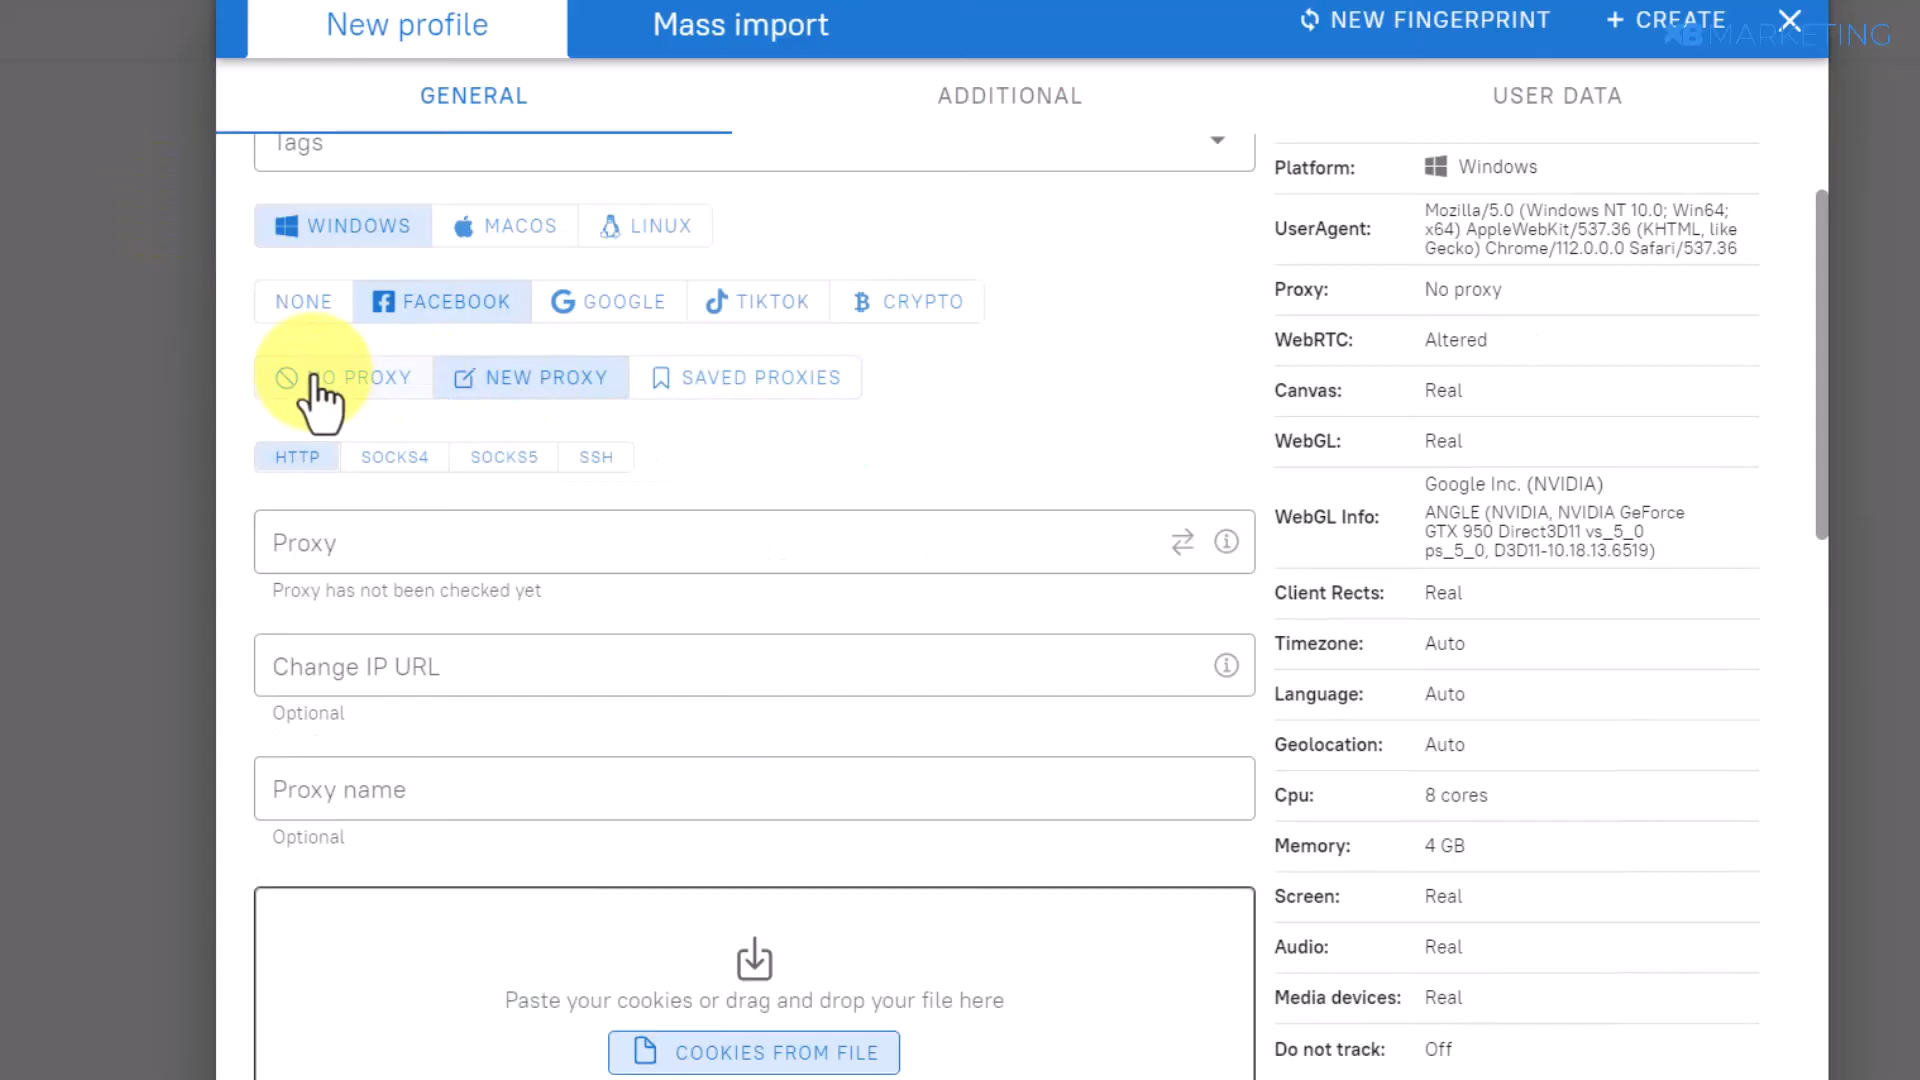 New profile
Mass import
NEW FINGERPRINT
+ CREATE
XB MARKETING
GENERAL
ADDITIONAL
USER DATA
Tags
WINDOWS
MACOS
LINUX
NONE
FACEBOOK
GOOGLE
TIKTOK
CRYPTO
NO PROXY
NEW PROXY
SAVED PROXIES
HTTP
SOCKS4
SOCKS5
SSH
Proxy
Proxy has not been checked yet
Change IP URL
Optional
Proxy name
Optional
Paste your cookies or drag and drop your file here
COOKIES FROM FILE
Platform: Windows
UserAgent: Mozilla/5.0 (Windows NT 10.0; Win64;
x64) AppleWebKit/537.36 (KHTML, like
Gecko) Chrome/112.0.0.0 Safari/537.36
Proxy: No proxy
WebRTC: Altered
Canvas: Real
WebGL: Real
WebGL Info: Google Inc. (NVIDIA)
ANGLE (NVIDIA, NVIDIA GeForce
GTX 950 Direct3D11 vs_5_0
ps_5_0, D3D11-10.18.13.6519)
Client Rects: Real
Timezone: Auto
Language: Auto
Geolocation: Auto
Cpu: 8 cores
Memory: 4 GB
Screen: Real
Audio: Real
Media devices: Real
Do not track: Off